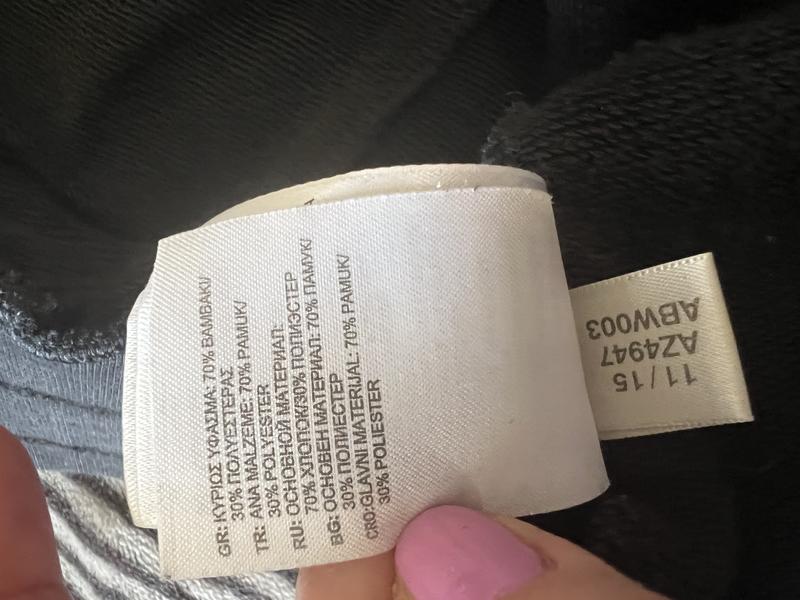 GR: ΚΥΡΙΩΣ ΥΦΑΣΜΑ: 70% ΒΑΜΒΑΚΙ/
30% ΠΟΛΥΕΣΤΕΡΑΣ
TR: ANA MALZEME: 70% PAMUK/
30% POLYESTER
RU: ОСНОВНОЙ МАТЕРИАЛ:
70% ХЛОПОК/30% ПОЛИЭСТЕР
BG: ОСНОВЕН МАТЕРИАЛ: 70% ПАМУК/
30% ПОЛИЕСТЕР
CRO: GLAVNI MATERIJAL: 70% PAMUK/
30% POLIESTER
11/15
AZ4947
ABW003